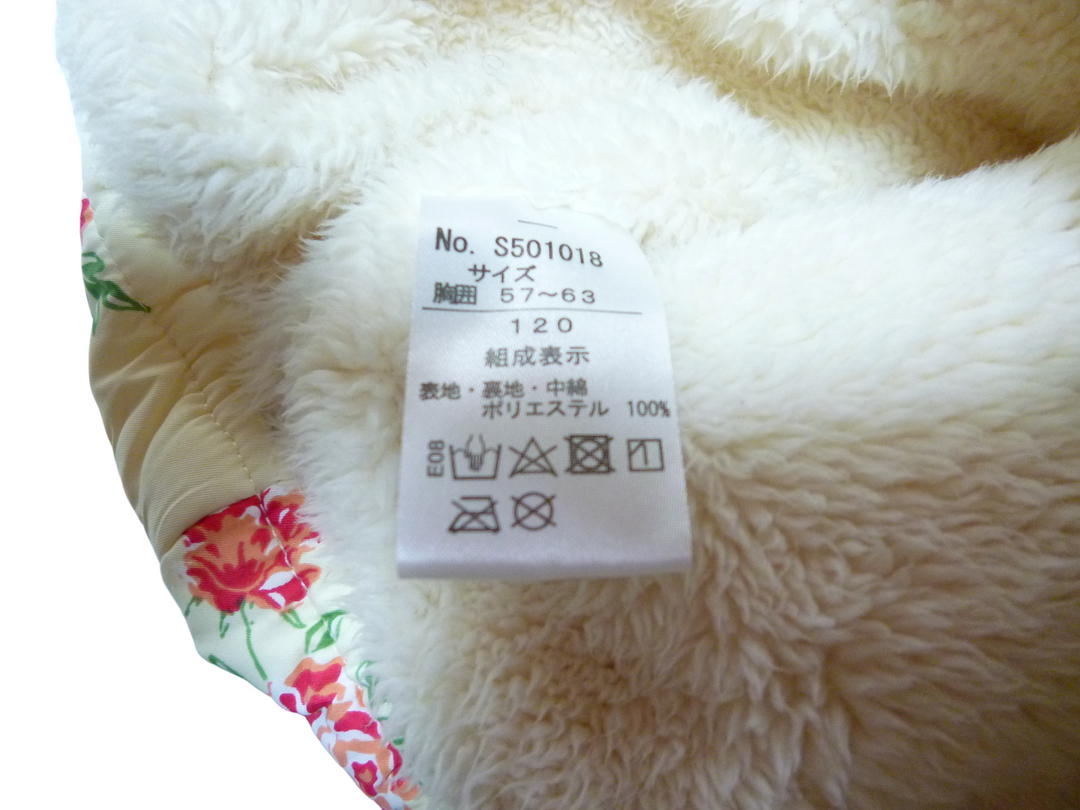 No. S501018
サイズ
胸囲 57～63
120
組成表示
表地・裏地・中綿
ポリエステル 100%
E08